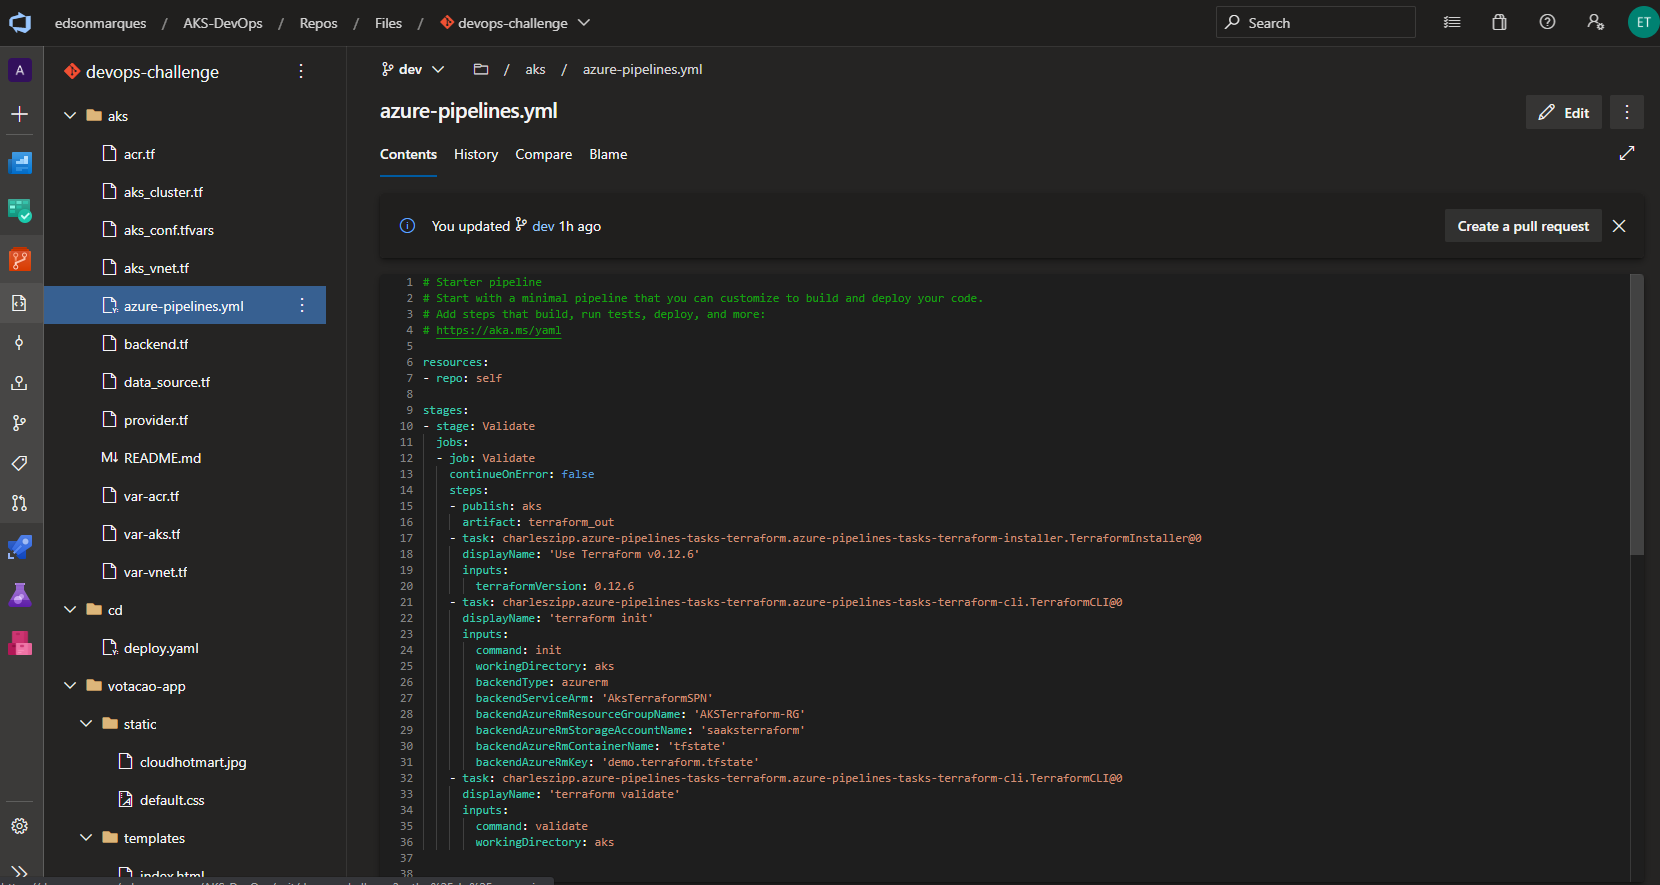 edsonmarques / AKS-DevOps / Repos / Files / devops-challenge
Search
ET
A
devops-challenge
aks
acr.tf
aks_cluster.tf
aks_conf.tfvars
aks_vnet.tf
azure-pipelines.yml
backend.tf
data_source.tf
provider.tf
M↓ README.md
var-acr.tf
var-aks.tf
var-vnet.tf
cd
deploy.yaml
votacao-app
static
cloudhotmart.jpg
default.css
templates
index.html
dev / aks / azure-pipelines.yml
azure-pipelines.yml
Edit
Contents History Compare Blame
You updated dev 1h ago
Create a pull request
1 # Starter pipeline
2 # Start with a minimal pipeline that you can customize to build and deploy your code.
3 # Add steps that build, run tests, deploy, and more:
4 # https://aka.ms/yaml
5
6 resources:
7 - repo: self
8
9 stages:
10 - stage: Validate
11 jobs:
12 - job: Validate
13 continueOnError: false
14 steps:
15 - publish: aks
16 artifact: terraform_out
17 - task: charleszipp.azure-pipelines-tasks-terraform.azure-pipelines-tasks-terraform-installer.TerraformInstaller@0
18 displayName: 'Use Terraform v0.12.6'
19 inputs:
20 terraformVersion: 0.12.6
21 - task: charleszipp.azure-pipelines-tasks-terraform.azure-pipelines-tasks-terraform-cli.TerraformCLI@0
22 displayName: 'terraform init'
23 inputs:
24 command: init
25 workingDirectory: aks
26 backendType: azurerm
27 backendServiceArm: 'AksTerraformSPN'
28 backendAzureRmResourceGroupName: 'AKSTerraform-RG'
29 backendAzureRmStorageAccountName: 'saaksterraform'
30 backendAzureRmContainerName: 'tfstate'
31 backendAzureRmKey: 'demo.terraform.tfstate'
32 - task: charleszipp.azure-pipelines-tasks-terraform.azure-pipelines-tasks-terraform-cli.TerraformCLI@0
33 displayName: 'terraform validate'
34 inputs:
35 command: validate
36 workingDirectory: aks
37
38